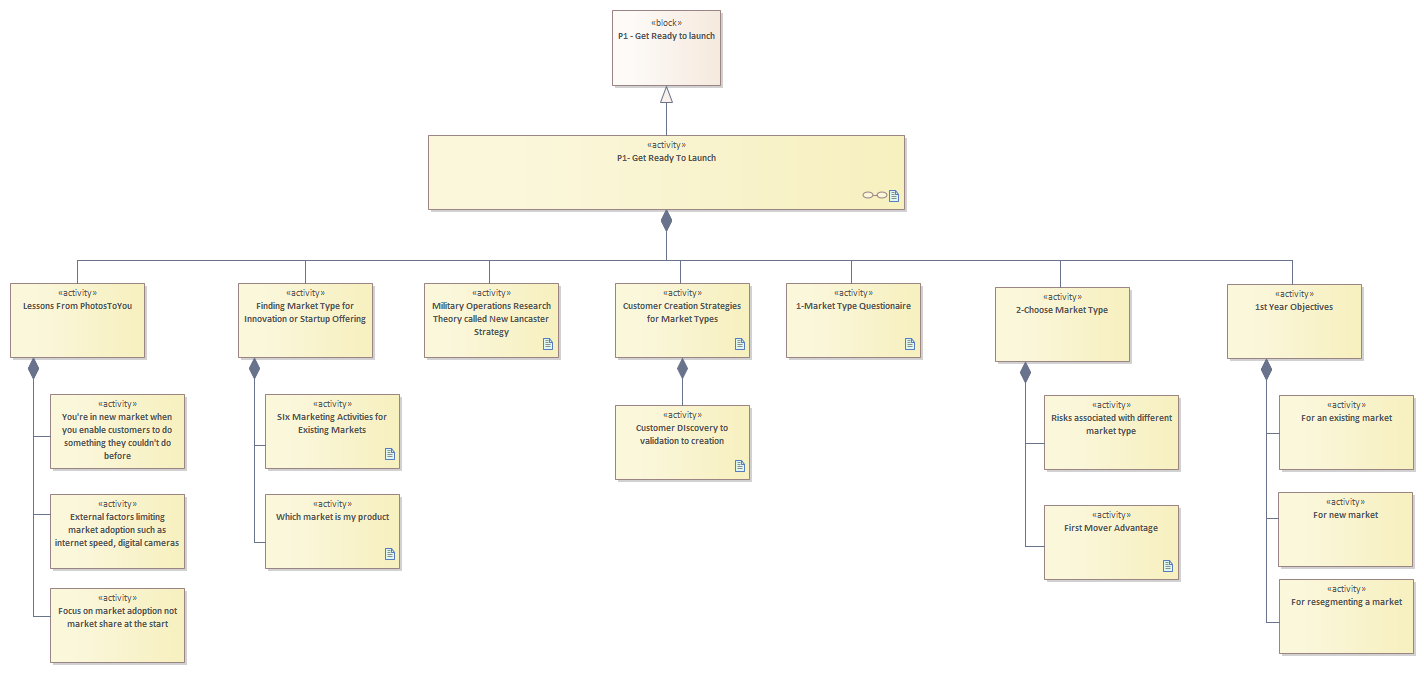 «block»
P1 - Get Ready to launch
«activity»
P1- Get Ready To Launch
«activity»
Lessons From PhotosToYou
«activity»
Finding Market Type for
Innovation or Startup Offering
«activity»
Military Operations Research
Theory called New Lancaster
Strategy
«activity»
Customer Creation Strategies
for Market Types
«activity»
1-Market Type Questionaire
«activity»
2-Choose Market Type
«activity»
1st Year Objectives
«activity»
You're in new market when
you enable customers to do
something they couldn't do
before
«activity»
External factors limiting
market adoption such as
internet speed, digital cameras
«activity»
Focus on market adoption not
market share at the start
«activity»
SIx Marketing Activities for
Existing Markets
«activity»
Which market is my product
«activity»
Customer DIscovery to
validation to creation
«activity»
Risks associated with different
market type
«activity»
First Mover Advantage
«activity»
For an existing market
«activity»
For new market
«activity»
For resegmenting a market